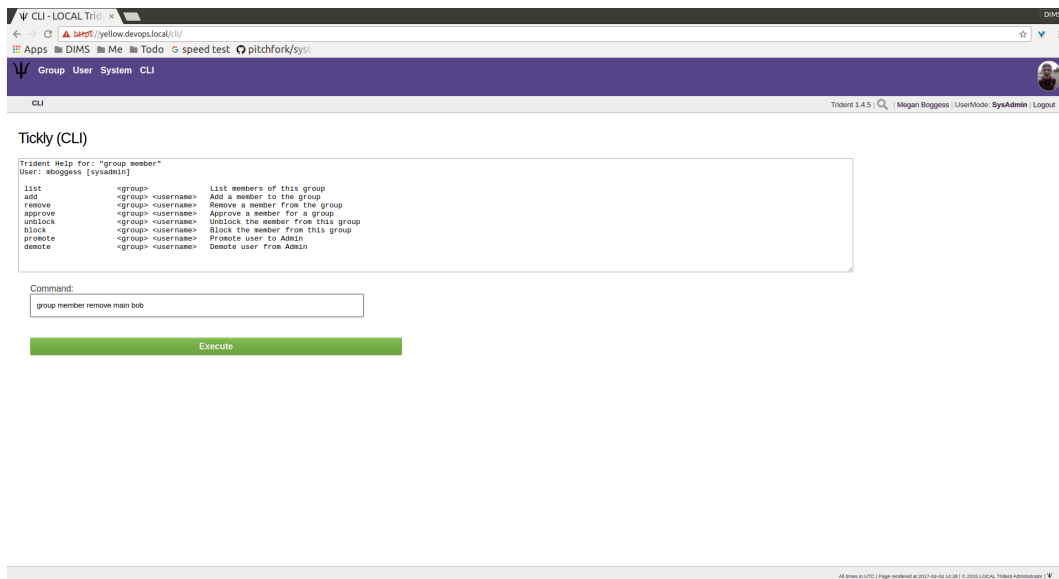 Ψ CLI - LOCAL Trid ×
DIMS
https://yellow.devops.local/cli/
Apps DIMS Me Todo speed test pitchfork/syst
Group User System CLI
CLI
Trident 1.4.5 | | Megan Boggess | UserMode: SysAdmin | Logout
Tickly (CLI)
Trident Help for: "group member"
User: mboggess [sysadmin]
list <group> List members of this group
add <group> <username> Add a member to the group
remove <group> <username> Remove a member from the group
approve <group> <username> Approve a member for a group
unblock <group> <username> Unblock the member from this group
block <group> <username> Block the member from this group
promote <group> <username> Promote user to Admin
demote <group> <username> Demote user from Admin
Command:
group member remove main bob
Execute
All times in UTC | Page rendered at 2017-04-04 14:38 | © 2015 LOCAL Trident Administrator | Ψ